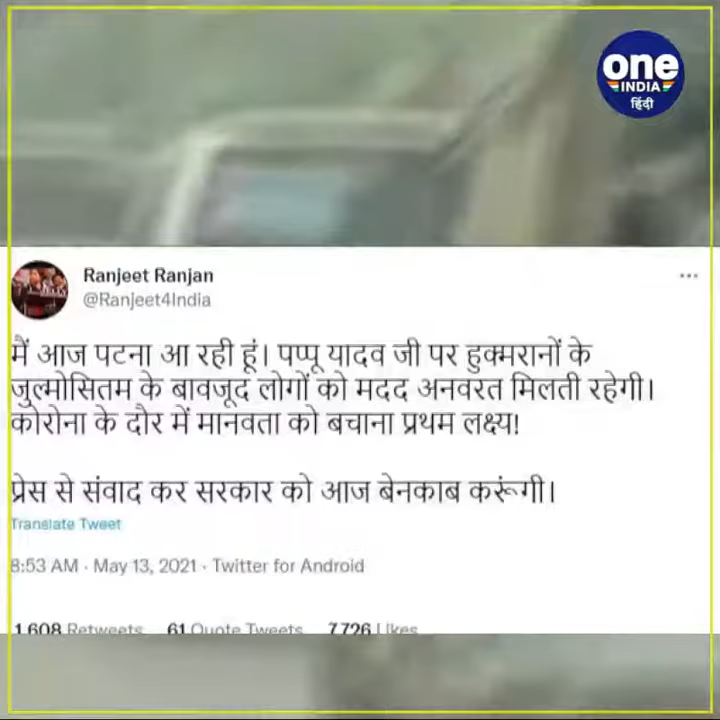 one
INDIA
हिंदी
Ranjeet Ranjan
@Ranjeet4India
मैं आज पटना आ रही हूं। पप्पू यादव जी पर हुक्मरानों के
जुल्मोसितम के बावजूद लोगों को मदद अनवरत मिलती रहेगी।
कोरोना के दौर में मानवता को बचाना प्रथम लक्ष्य!
प्रेस से संवाद कर सरकार को आज बेनकाब करूंगी।
Translate Tweet
8:53 AM · May 13, 2021 · Twitter for Android
1,608 Retweets 61 Quote Tweets 7,726 Likes